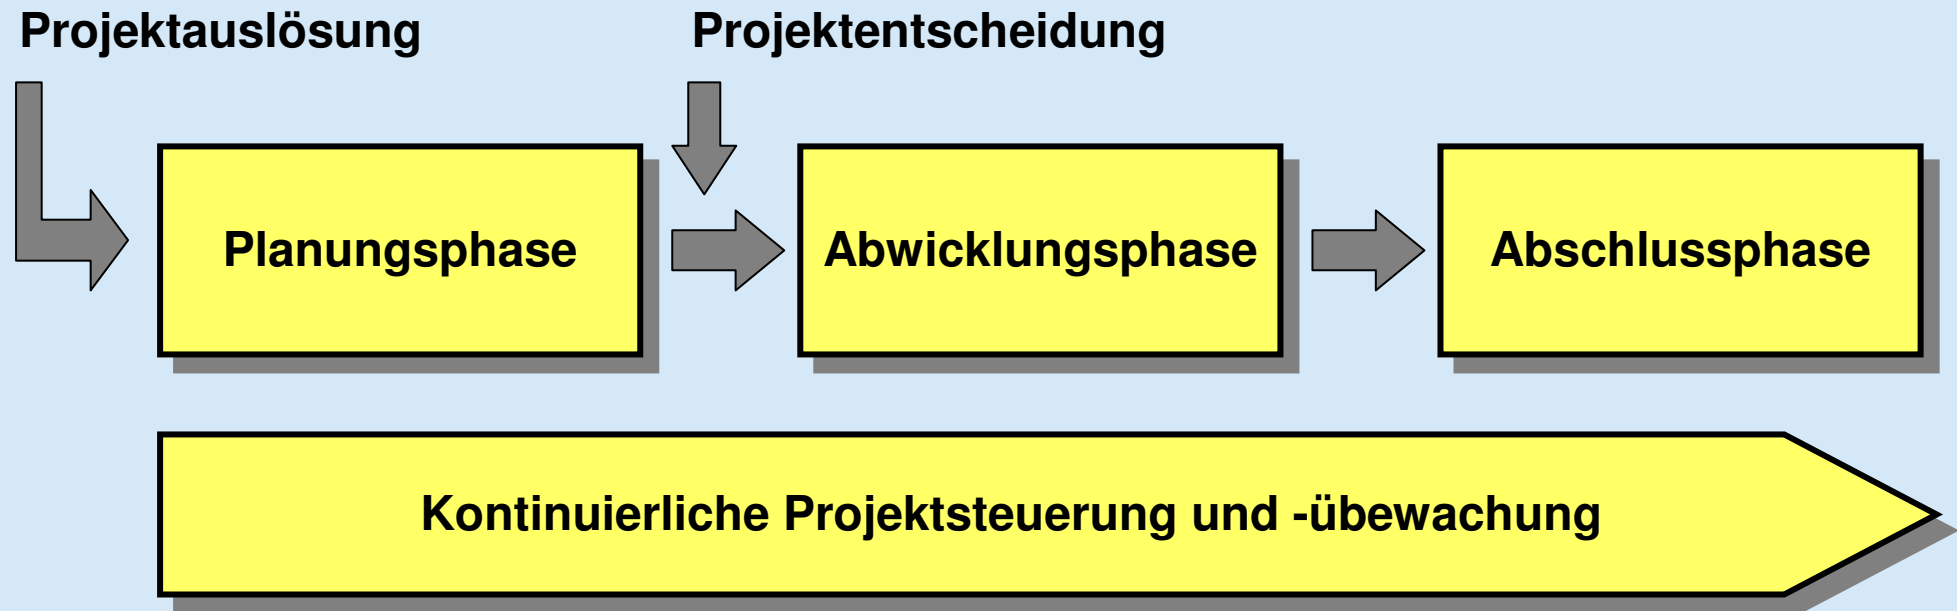 Projektauslösung
Projektentscheidung
Planungsphase
Abwicklungsphase
Abschlussphase
Kontinuierliche Projektsteuerung und -übewachung